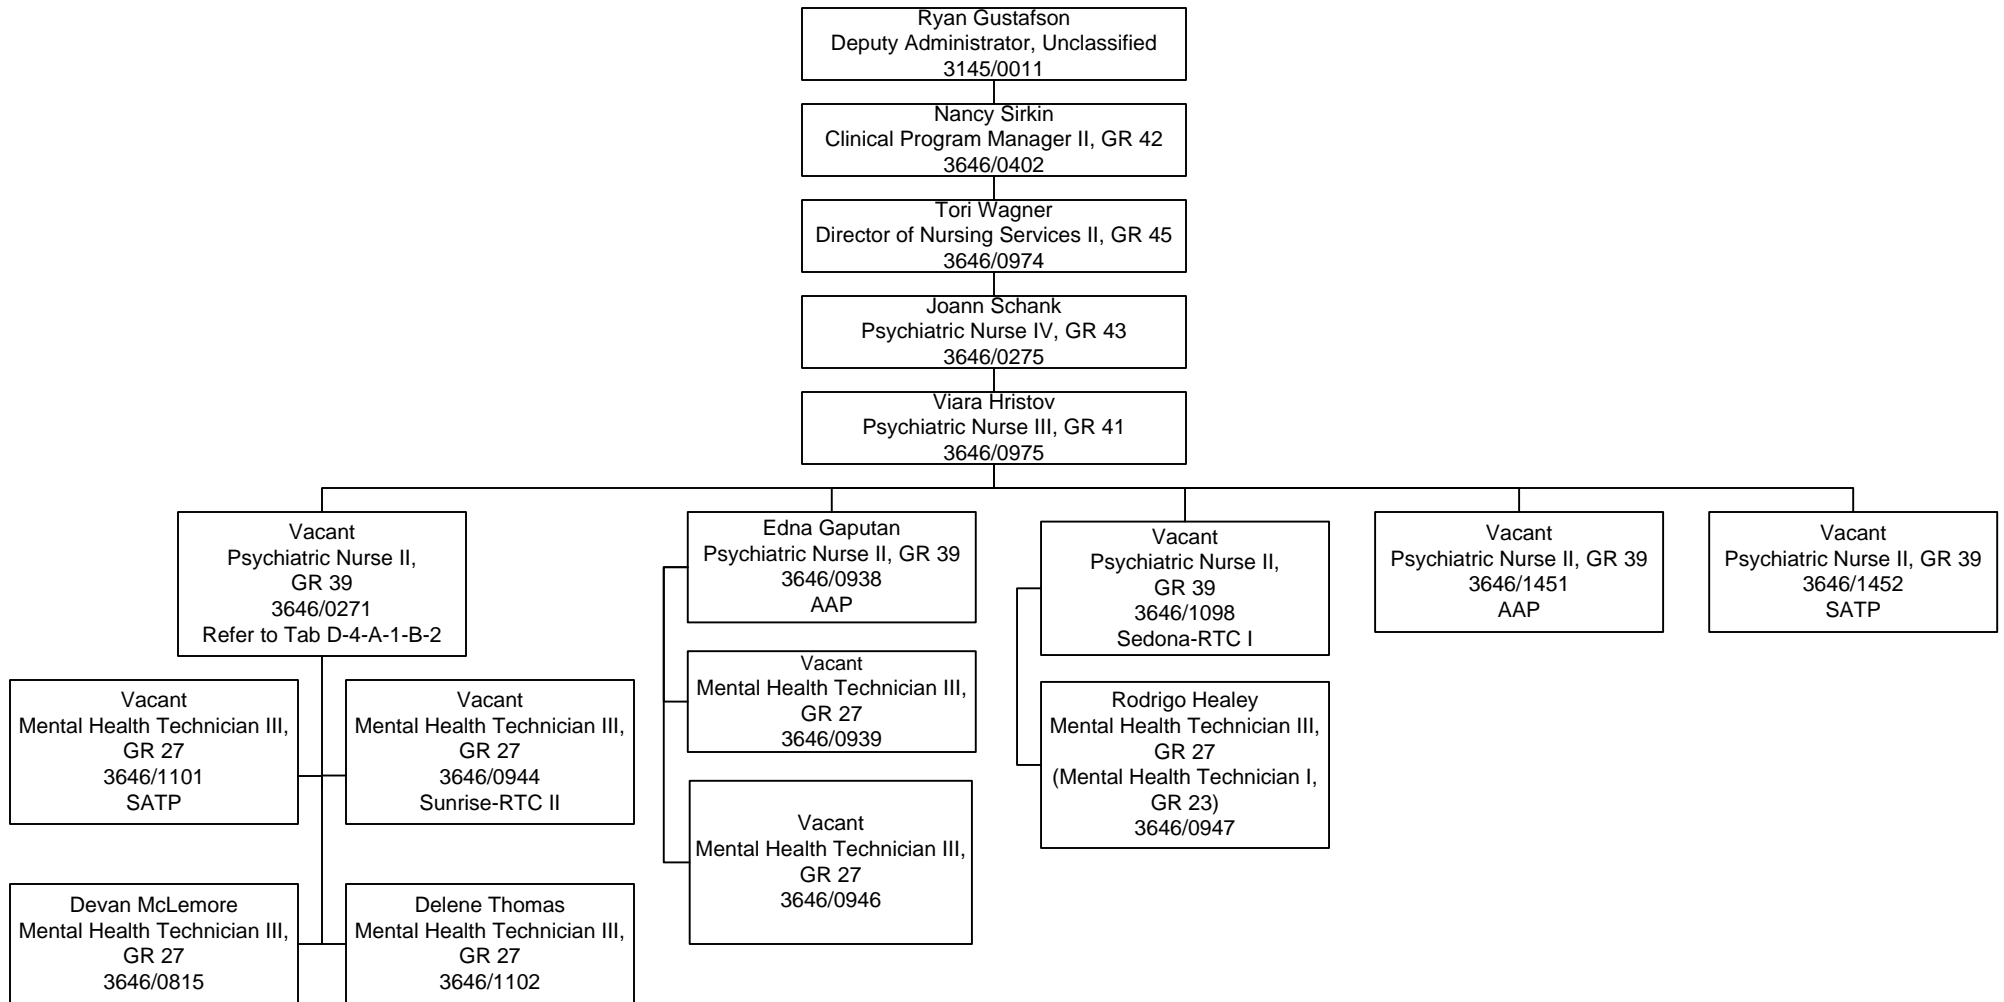 Ryan Gustafson
Deputy Administrator, Unclassified
3145/0011
Nancy Sirkin
Clinical Program Manager II, GR 42
3646/0402
Tori Wagner
Director of Nursing Services II, GR 45
3646/0974
Joann Schank
Psychiatric Nurse IV, GR 43
3646/0275
Viara Hristov
Psychiatric Nurse III, GR 41
3646/0975
Vacant
Psychiatric Nurse II,
GR 39
3646/0271
Refer to Tab D-4-A-1-B-2
Edna Gaputan
Psychiatric Nurse II, GR 39
3646/0938
AAP
Vacant
Psychiatric Nurse II,
GR 39
3646/1098
Sedona-RTC I
Vacant
Psychiatric Nurse II, GR 39
3646/1451
AAP
Vacant
Psychiatric Nurse II, GR 39
3646/1452
SATP
Vacant
Mental Health Technician III,
GR 27
3646/1101
SATP
Vacant
Mental Health Technician III,
GR 27
3646/0944
Sunrise-RTC II
Vacant
Mental Health Technician III,
GR 27
3646/0939
Rodrigo Healey
Mental Health Technician III,
GR 27
(Mental Health Technician I,
GR 23)
3646/0947
Vacant
Mental Health Technician III,
GR 27
3646/0946
Devan McLemore
Mental Health Technician III,
GR 27
3646/0815
Delene Thomas
Mental Health Technician III,
GR 27
3646/1102